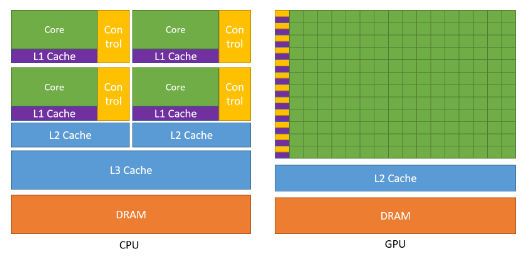 Core
Con
trol
Core
Con
trol
L1 Cache
L1 Cache
Core
Con
trol
Core
Con
trol
L1 Cache
L1 Cache
L2 Cache
L2 Cache
L3 Cache
DRAM
CPU
L2 Cache
DRAM
GPU